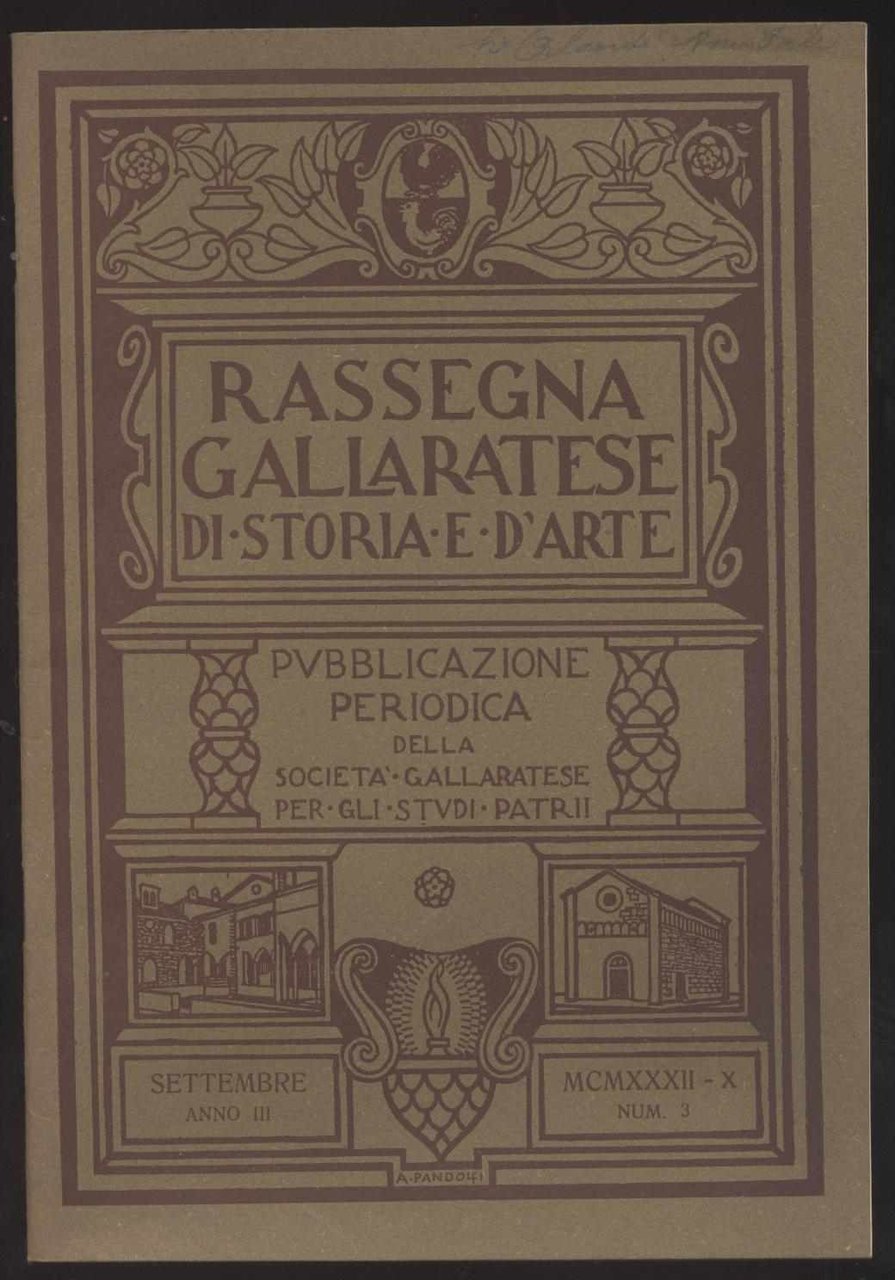 RASSEGNA
GALLARATESE
DI·STORIA·E·D'ARTE
PVBBLICAZIONE
PERIODICA
DELLA
SOCIETA'·GALLARATESE
PER·GLI·STVDI·PATRII
SETTEMBRE
ANNO III
MCMXXXII - X
NUM. 3
A·PANDOLFI